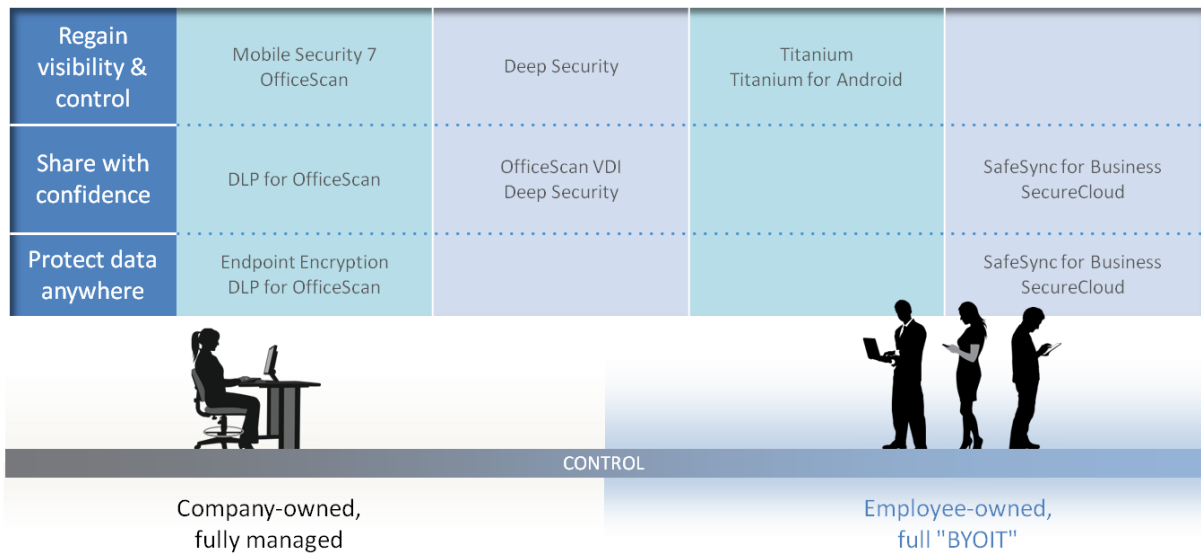 Regain
visibility &
control
Mobile Security 7
OfficeScan
Deep Security
Titanium
Titanium for Android
Share with
confidence
DLP for OfficeScan
OfficeScan VDI
Deep Security
SafeSync for Business
SecureCloud
Protect data
anywhere
Endpoint Encryption
DLP for OfficeScan
SafeSync for Business
SecureCloud
CONTROL
Company-owned,
fully managed
Employee-owned,
full "BYOIT"